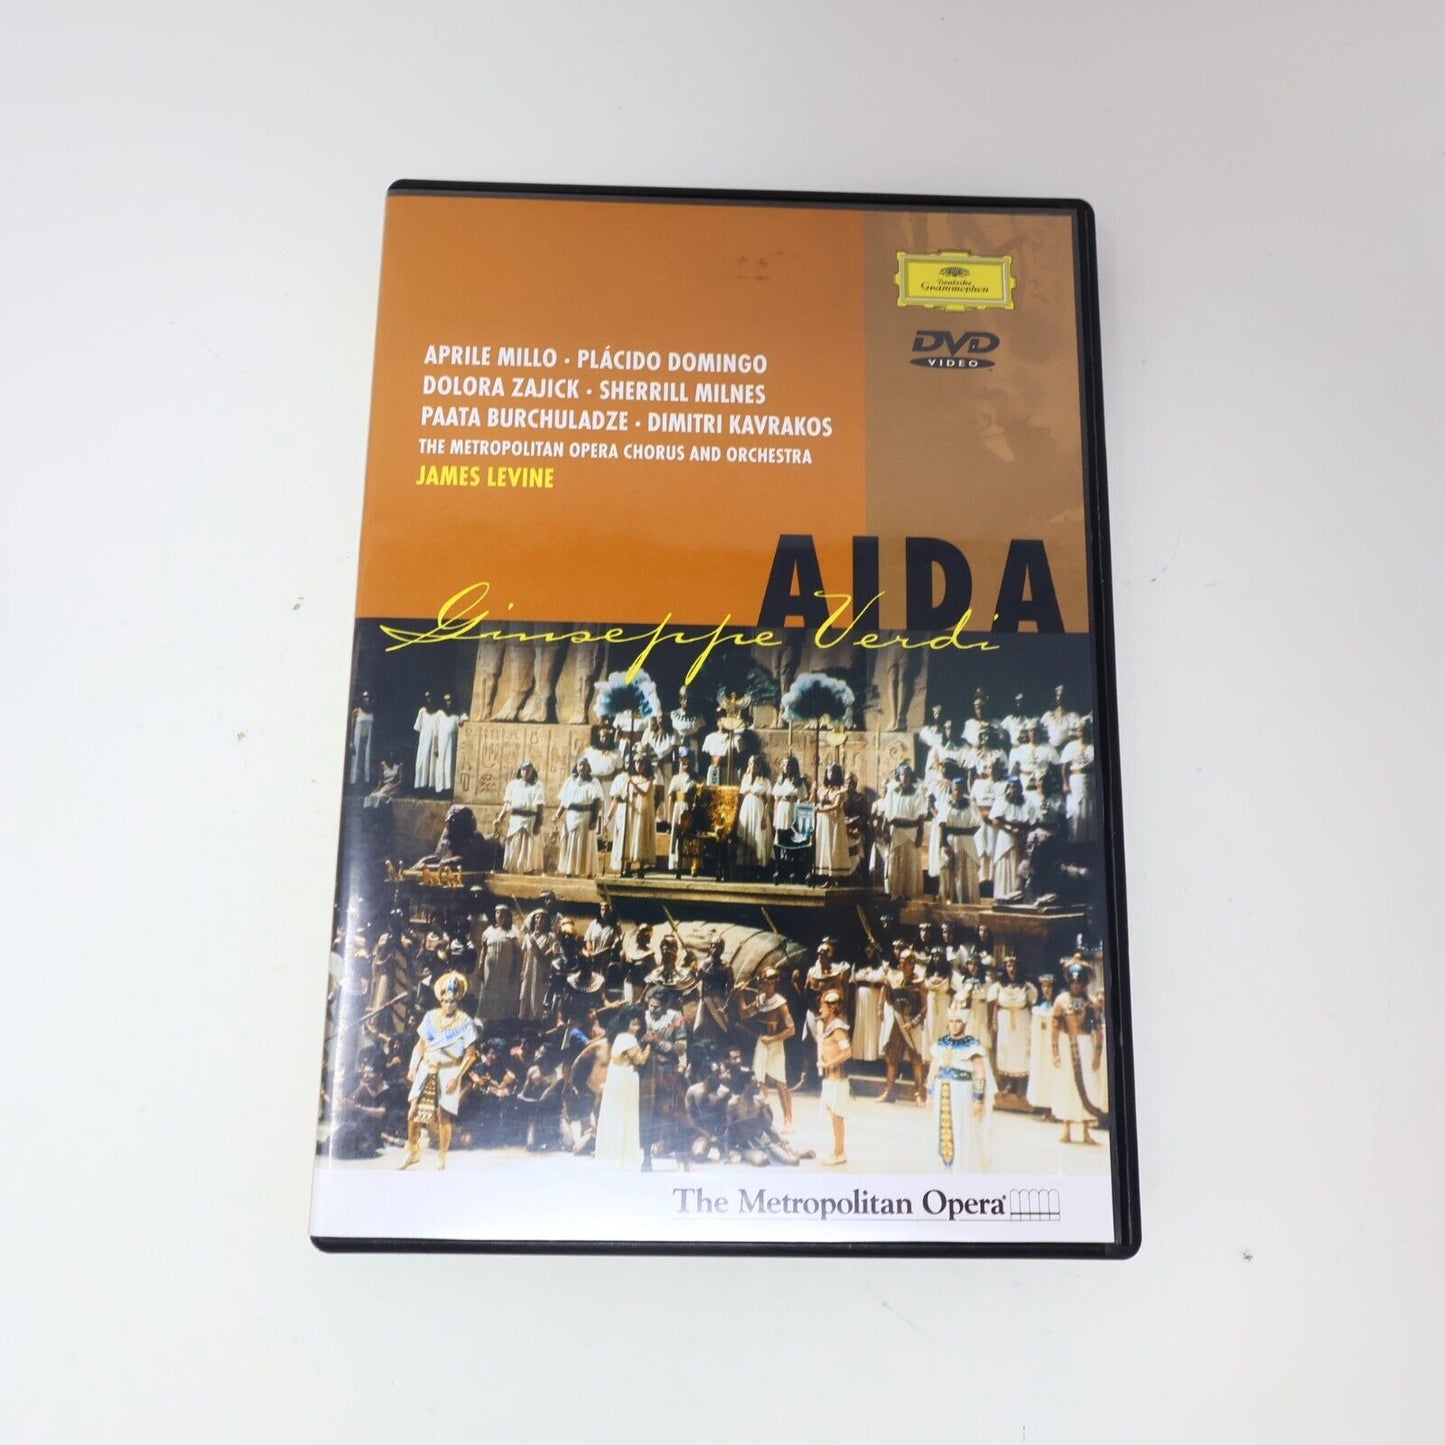 Deutsche
Grammophon
DVD
VIDEO
APRILE MILLO · PLÁCIDO DOMINGO
DOLORA ZAJICK · SHERRILL MILNES
PAATA BURCHULADZE · DIMITRI KAVRAKOS
THE METROPOLITAN OPERA CHORUS AND ORCHESTRA
JAMES LEVINE
AIDA
Giuseppe Verdi
The Metropolitan Opera